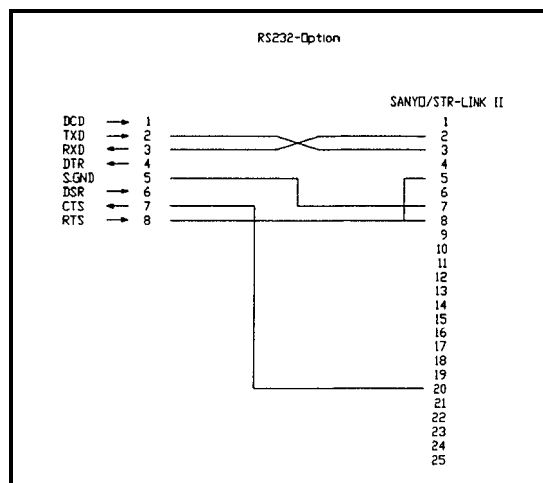 RS232-Option
SANYO/STR-LINK II
DCD → 1
TXD → 2
RXD ← 3
DTR ← 4
S.GND 5
DSR → 6
CTS ← 7
RTS → 8
1
2
3
4
5
6
7
8
9
10
11
12
13
14
15
16
17
18
19
20
21
22
23
24
25